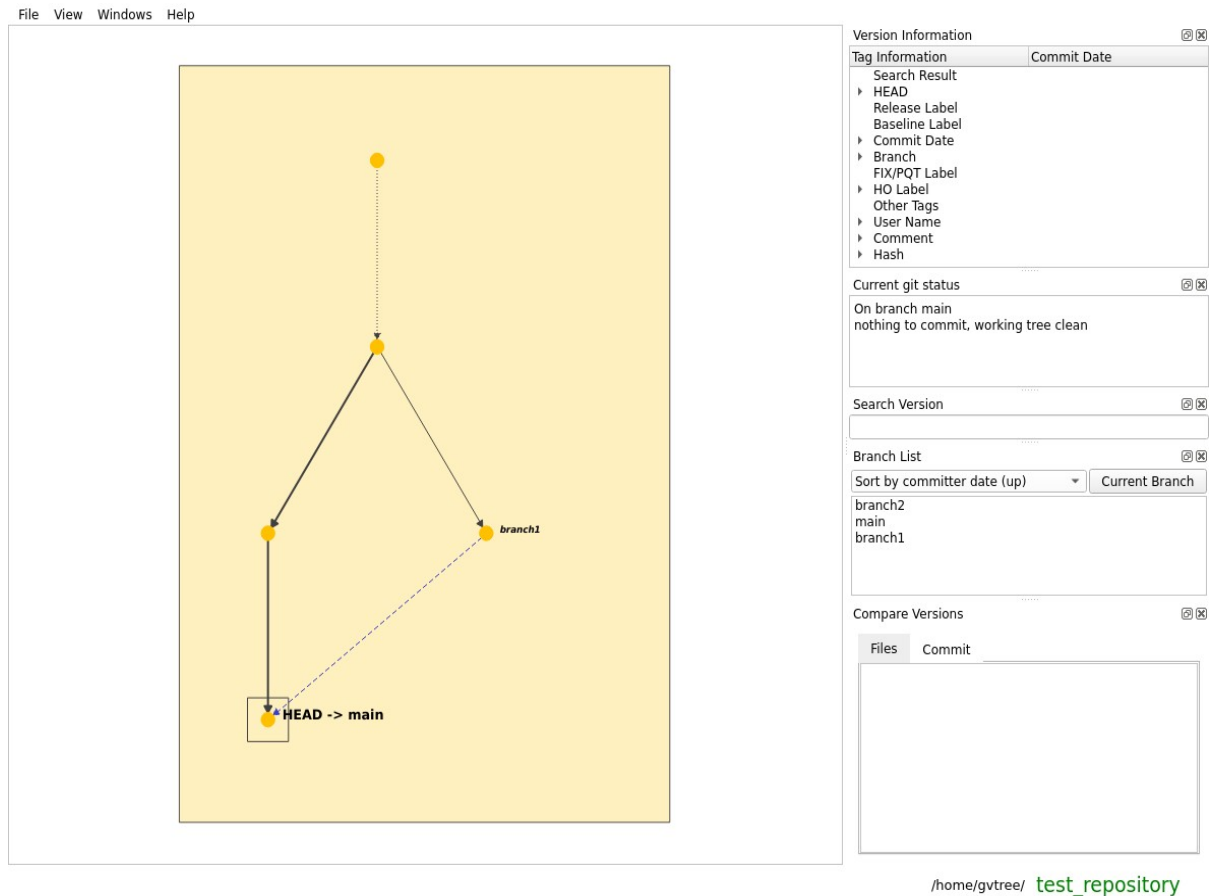 File View Windows Help
branch1
HEAD -> main
Version Information
Tag Information Commit Date
Search Result
HEAD
Release Label
Baseline Label
Commit Date
Branch
FIX/PQT Label
HO Label
Other Tags
User Name
Comment
Hash
Current git status
On branch main
nothing to commit, working tree clean
Search Version
Branch List
Sort by committer date (up) Current Branch
branch2
main
branch1
Compare Versions
Files Commit
/home/gvtree/ test_repository